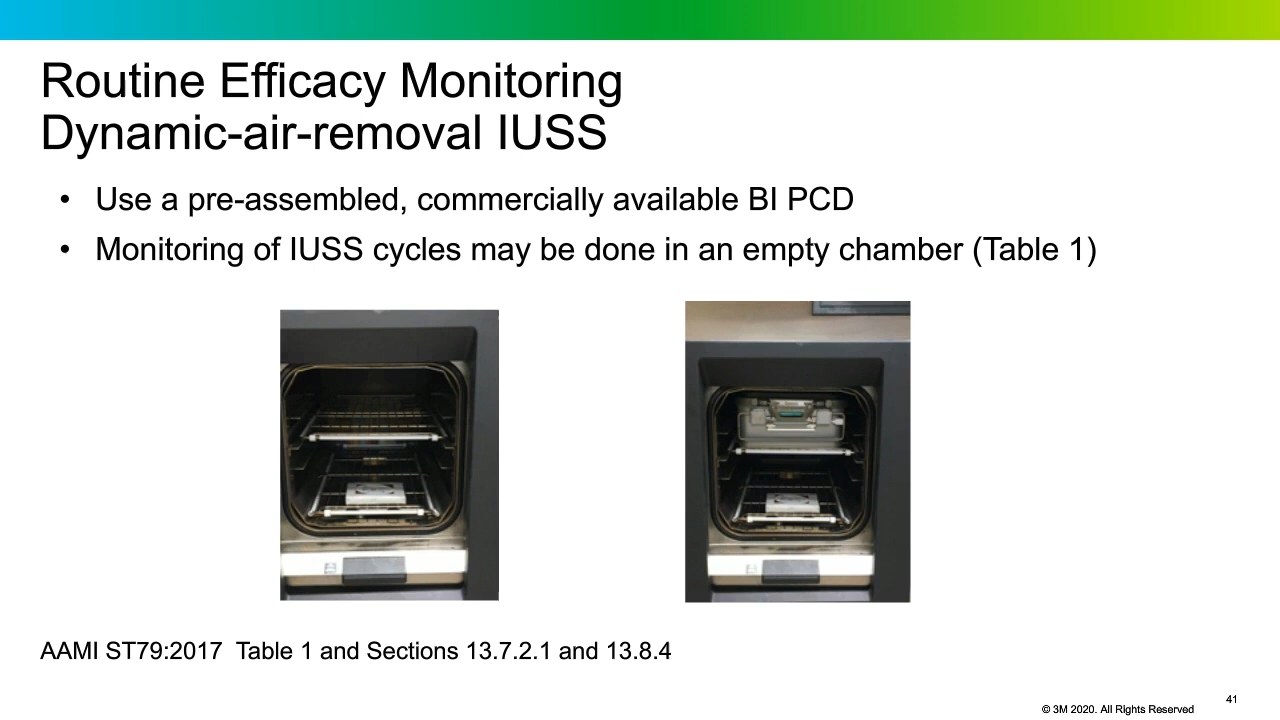 Routine Efficacy Monitoring
Dynamic-air-removal IUSS
• Use a pre-assembled, commercially available BI PCD
• Monitoring of IUSS cycles may be done in an empty chamber (Table 1)
AAMI ST79:2017  Table 1 and Sections 13.7.2.1 and 13.8.4
41
© 3M 2020. All Rights Reserved